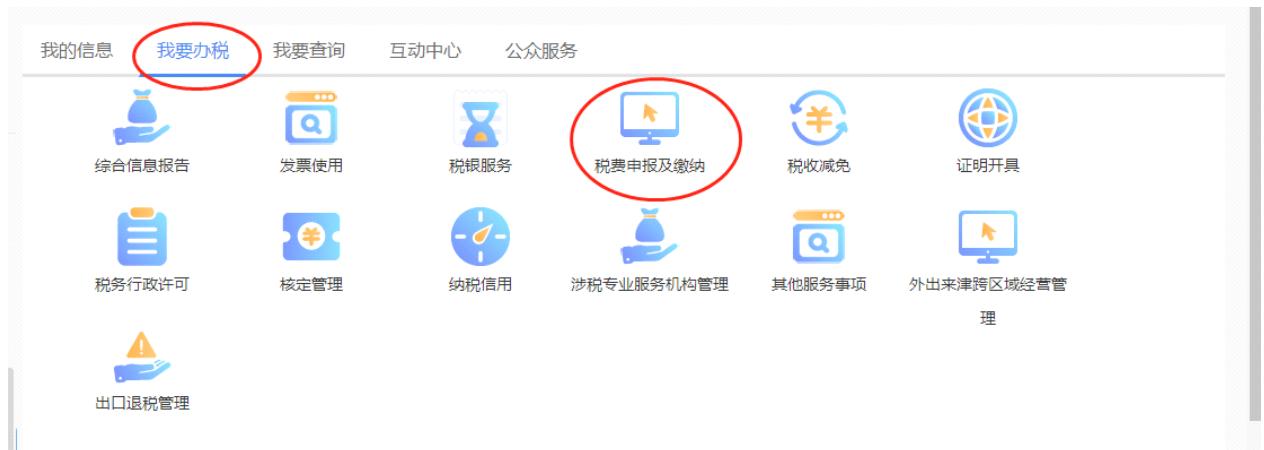 我的信息 我要办税 我要查询 互动中心 公众服务
综合信息报告 发票使用 税银服务 税费申报及缴纳 税收减免 证明开具
税务行政许可 核定管理 纳税信用 涉税专业服务机构管理 其他服务事项 外出来津跨区域经营管
理
出口退税管理